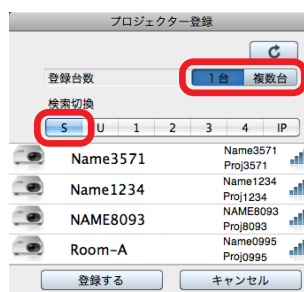 プロジェクター登録
登録台数 1台 複数台
検索切換
S U 1 2 3 4 IP
Name3571 Name3571
Proj3571
Name1234 Name1234
Proj1234
NAME8093 NAME8093
Proj8093
Room-A Name0995
Proj0995
登録する キャンセル